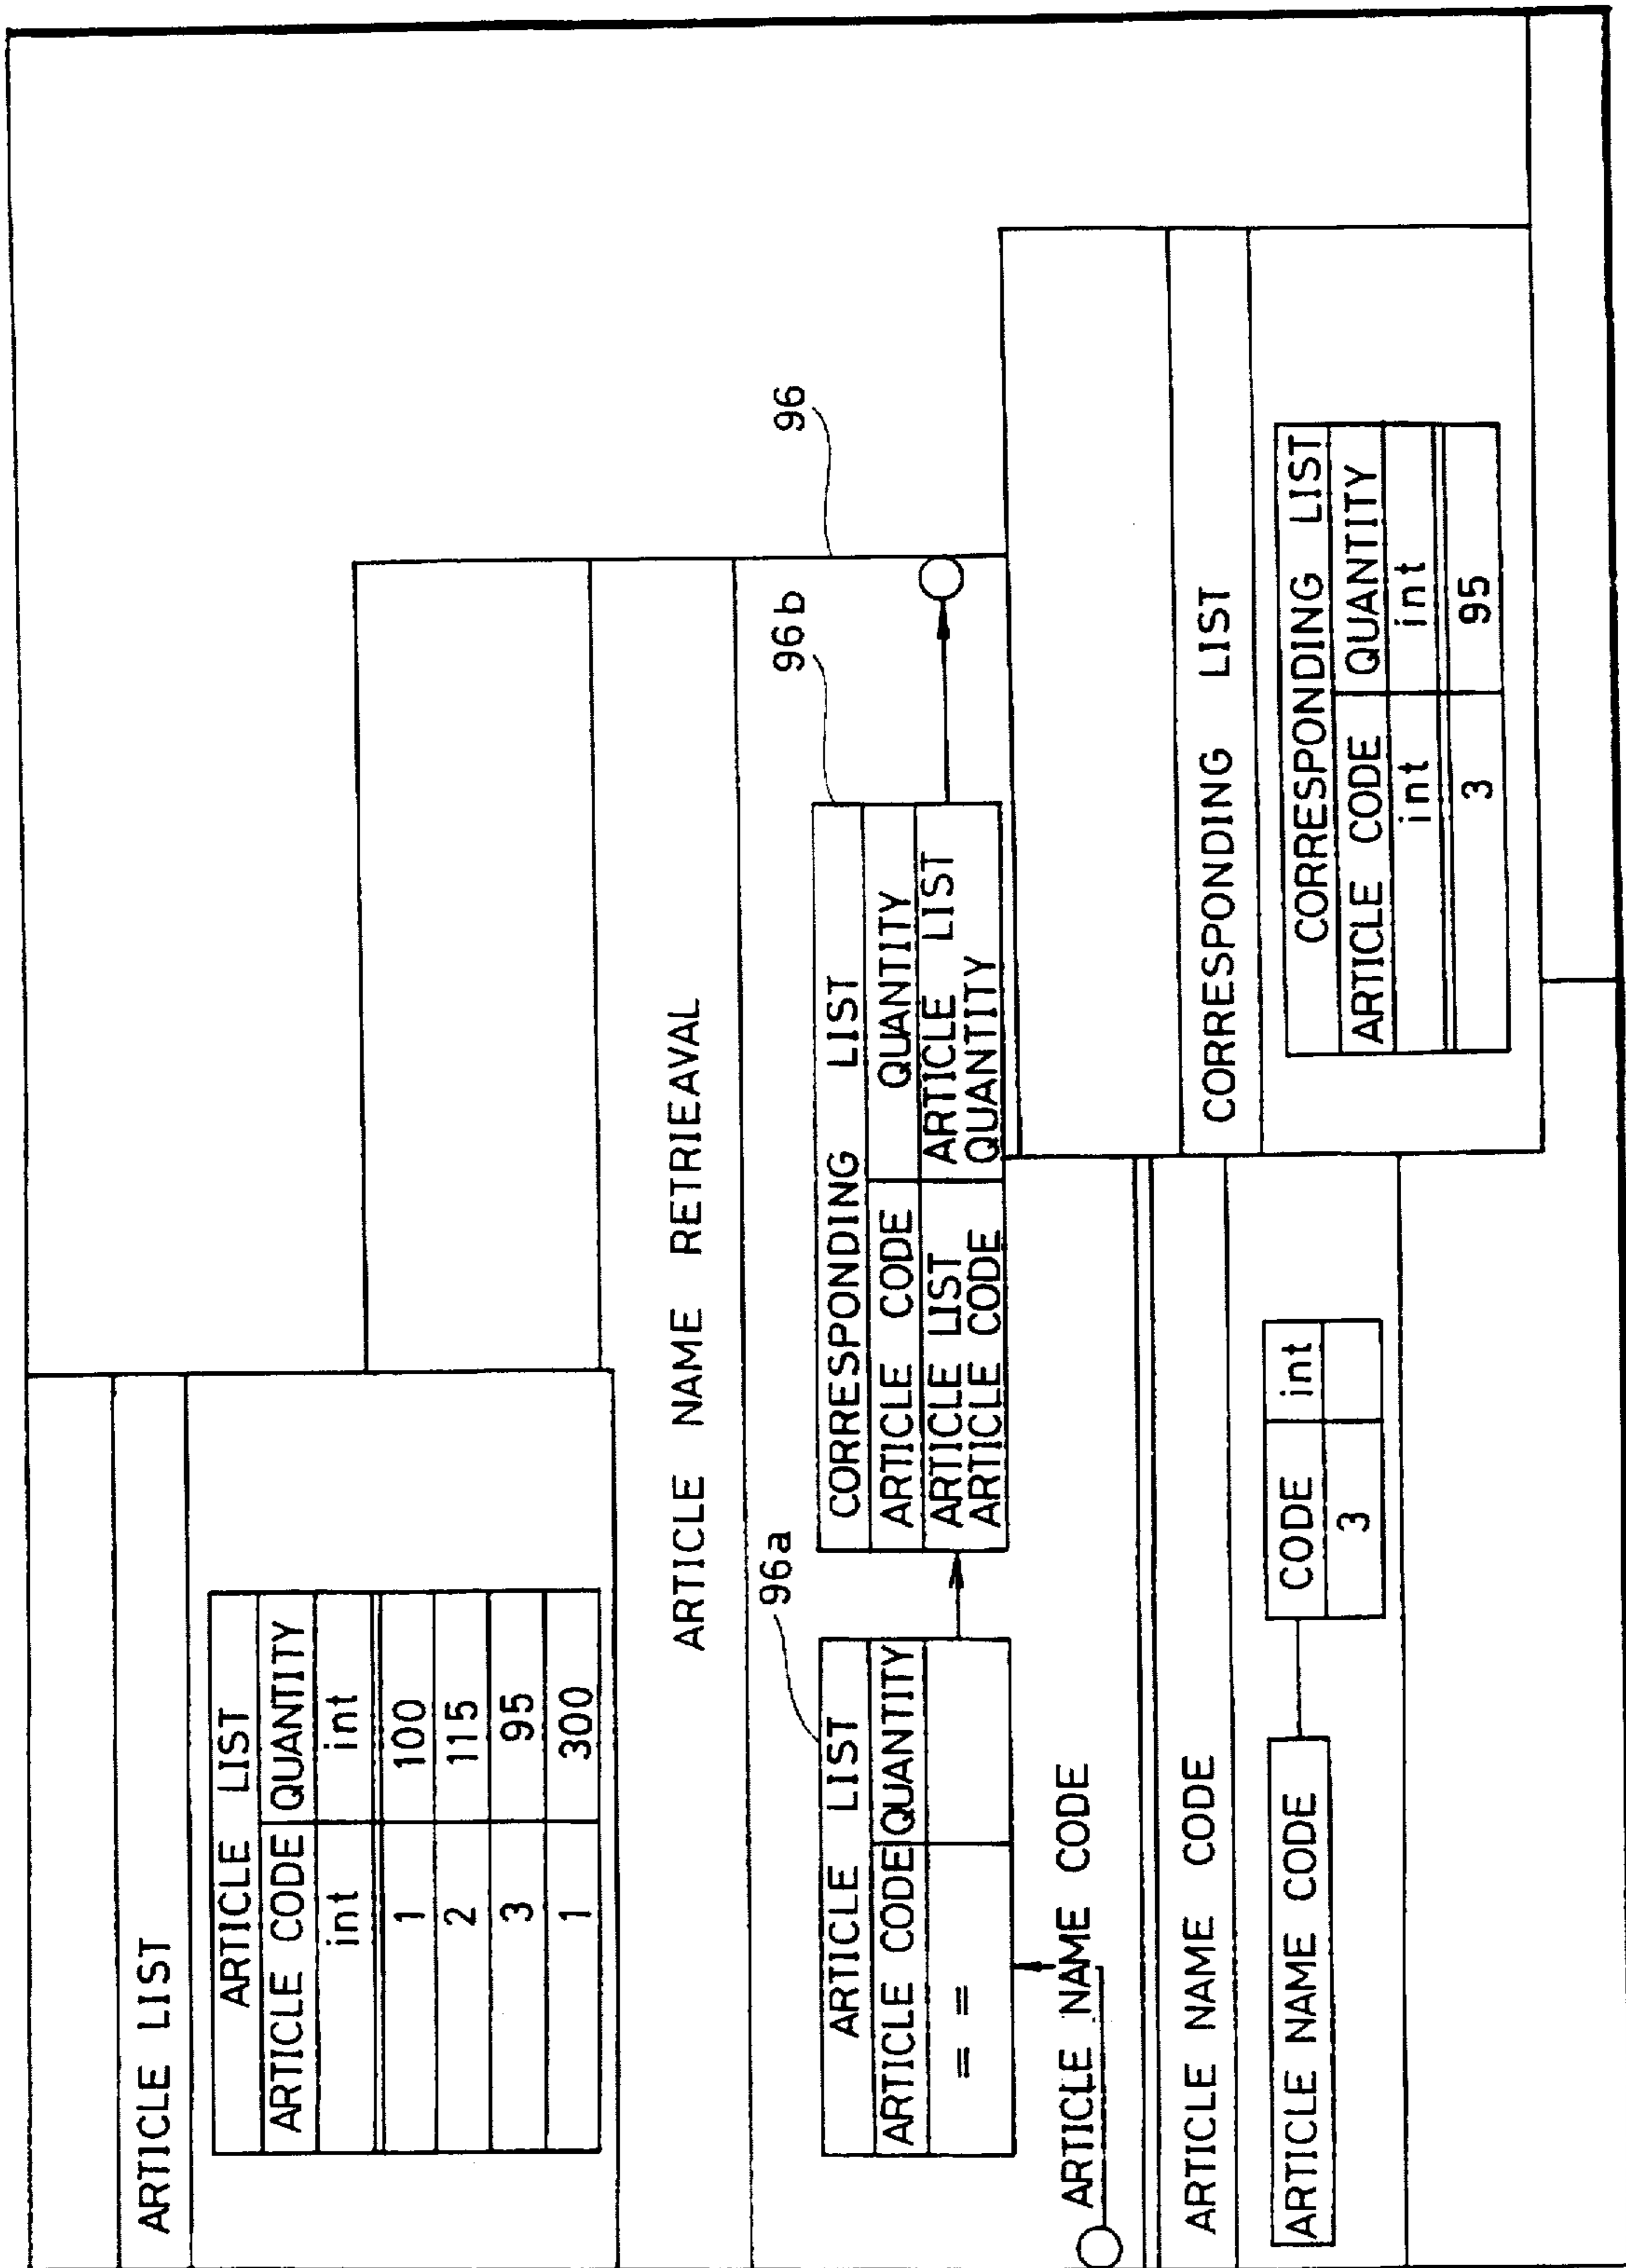 ARTICLE LIST
ARTICLE LIST
ARTICLE CODE QUANTITY
int int
1 100
2 115
3 95
1 300
ARTICLE NAME RETRIEAVAL
96
96a
96b
ARTICLE LIST
ARTICLE CODE QUANTITY
= =
ARTICLE NAME CODE
CORRESPONDING LIST
ARTICLE CODE QUANTITY
ARTICLE LIST ARTICLE LIST
ARTICLE CODE QUANTITY
ARTICLE NAME CODE
ARTICLE NAME CODE
CODE int
3
CORRESPONDING LIST
CORRESPONDING LIST
ARTICLE CODE QUANTITY
int int
3 95